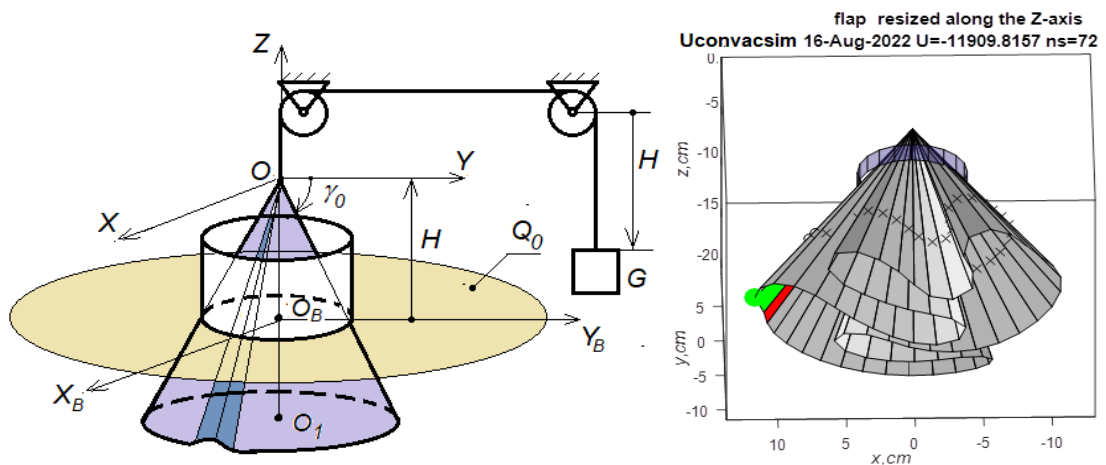 Z
O
Y
γ0
X
H
H
Q0
G
OB
YB
XB
O1
flap resized along the Z-axis
Uconvacsim 16-Aug-2022 U=-11909.8157 ns=72
0.
-5
-10
-15
-20
z,cm
5
0
-5
-10
y,cm
10 5 0 -5 -10
x,cm